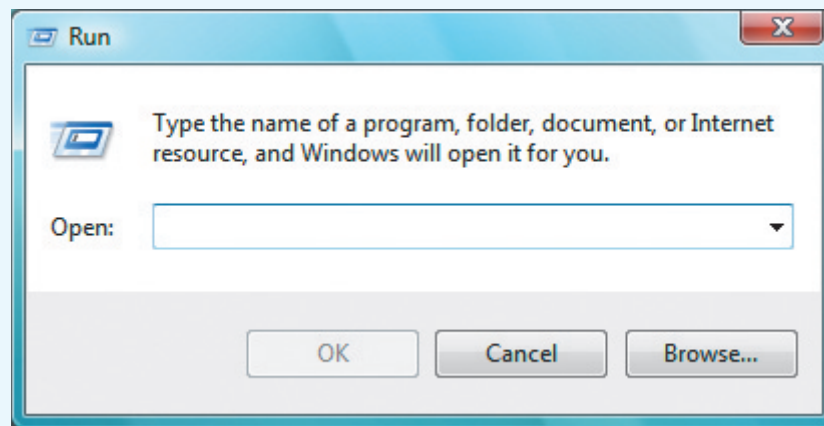 Run
Type the name of a program, folder, document, or Internet
resource, and Windows will open it for you.
Open:
OK
Cancel
Browse...